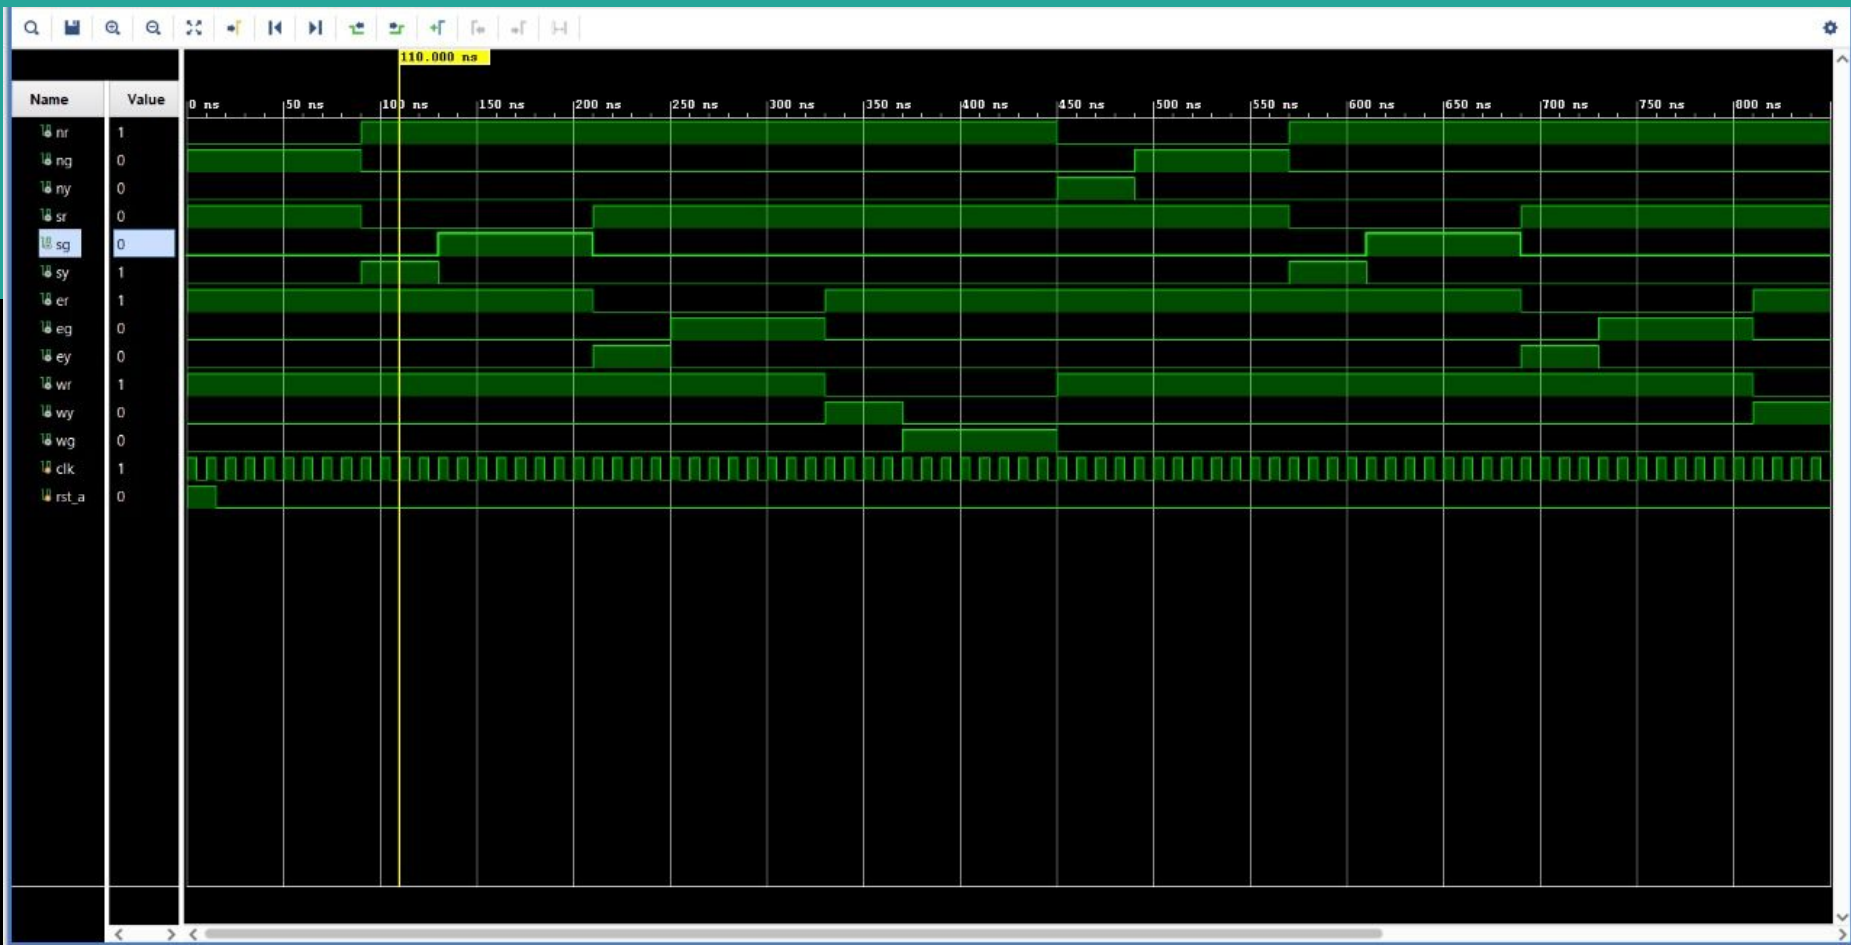 110.000 ns
Name Value
0 ns 50 ns 100 ns 150 ns 200 ns 250 ns 300 ns 350 ns 400 ns 450 ns 500 ns 550 ns 600 ns 650 ns 700 ns 750 ns 800 ns
nr 1
ng 0
ny 0
sr 0
sg 0
sy 1
er 1
eg 0
ey 0
wr 1
wy 0
wg 0
clk 1
rst_a 0